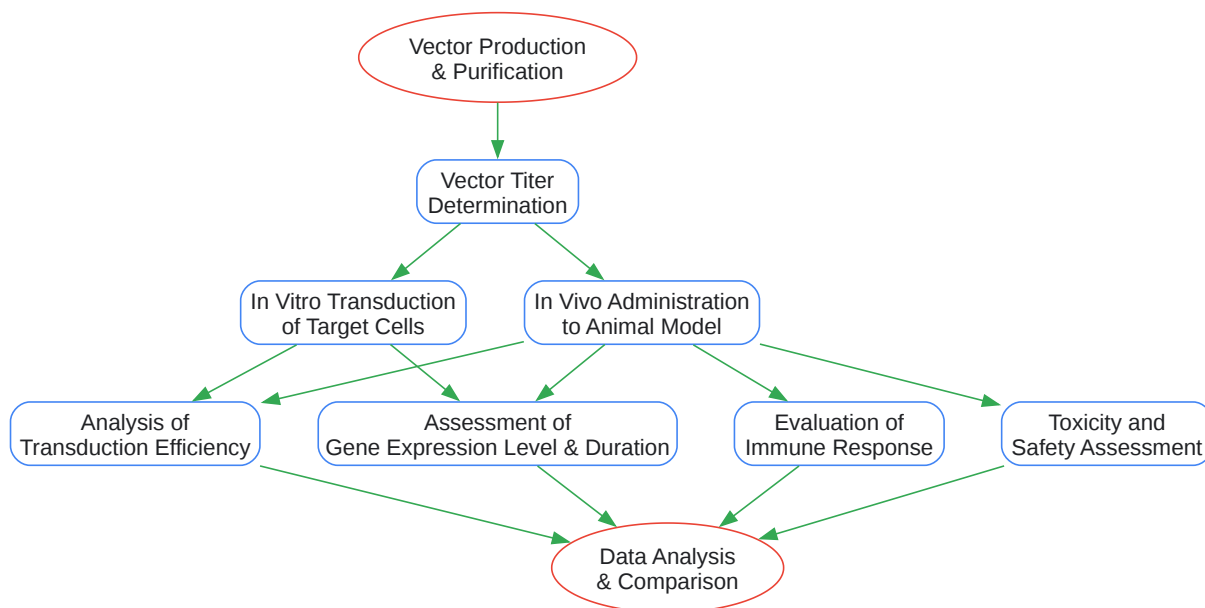 Vector Production
& Purification
Vector Titer
Determination
In Vitro Transduction
of Target Cells
In Vivo Administration
to Animal Model
Analysis of
Transduction Efficiency
Assessment of
Gene Expression Level & Duration
Evaluation of
Immune Response
Toxicity and
Safety Assessment
Data Analysis
& Comparison